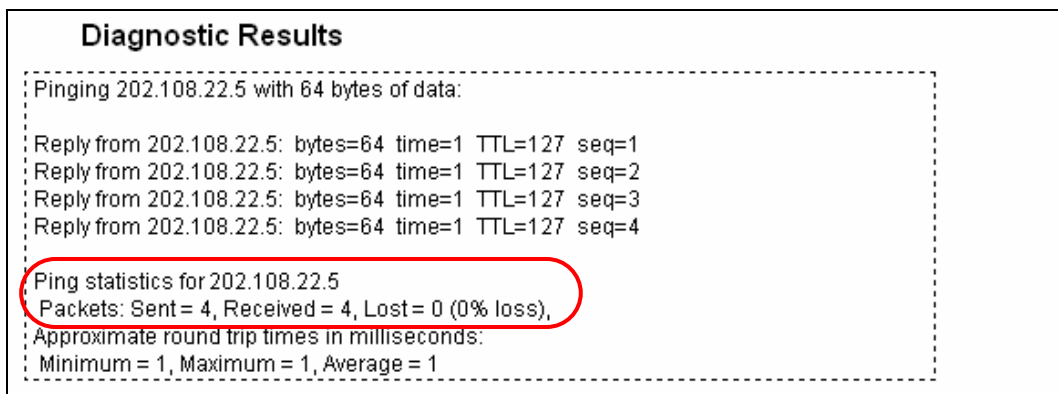 Diagnostic Results
Pinging 202.108.22.5 with 64 bytes of data:
Reply from 202.108.22.5: bytes=64 time=1 TTL=127 seq=1
Reply from 202.108.22.5: bytes=64 time=1 TTL=127 seq=2
Reply from 202.108.22.5: bytes=64 time=1 TTL=127 seq=3
Reply from 202.108.22.5: bytes=64 time=1 TTL=127 seq=4
Ping statistics for 202.108.22.5
Packets: Sent = 4, Received = 4, Lost = 0 (0% loss),
Approximate round trip times in milliseconds:
Minimum = 1, Maximum = 1, Average = 1